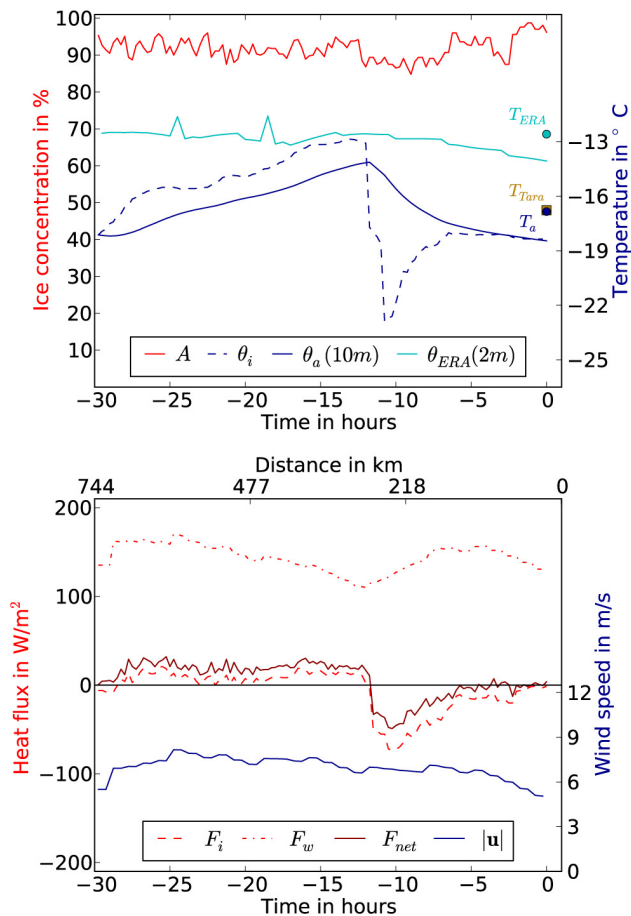 100
90
80
70
60
50
40
30
20
10
Ice concentration in %
−13
−16
−18
−22
−25
Temperature in ° C
T_ERA
T_Tara
T_a
A θ_i θ_a (10m) θ_ERA(2m)
−30 −25 −20 −15 −10 −5 0
Time in hours
Distance in km
744 477 218 0
200
100
0
−100
−200
Heat flux in W/m²
12
9
6
3
0
Wind speed in m/s
F_i F_w F_net |u|
−30 −25 −20 −15 −10 −5 0
Time in hours